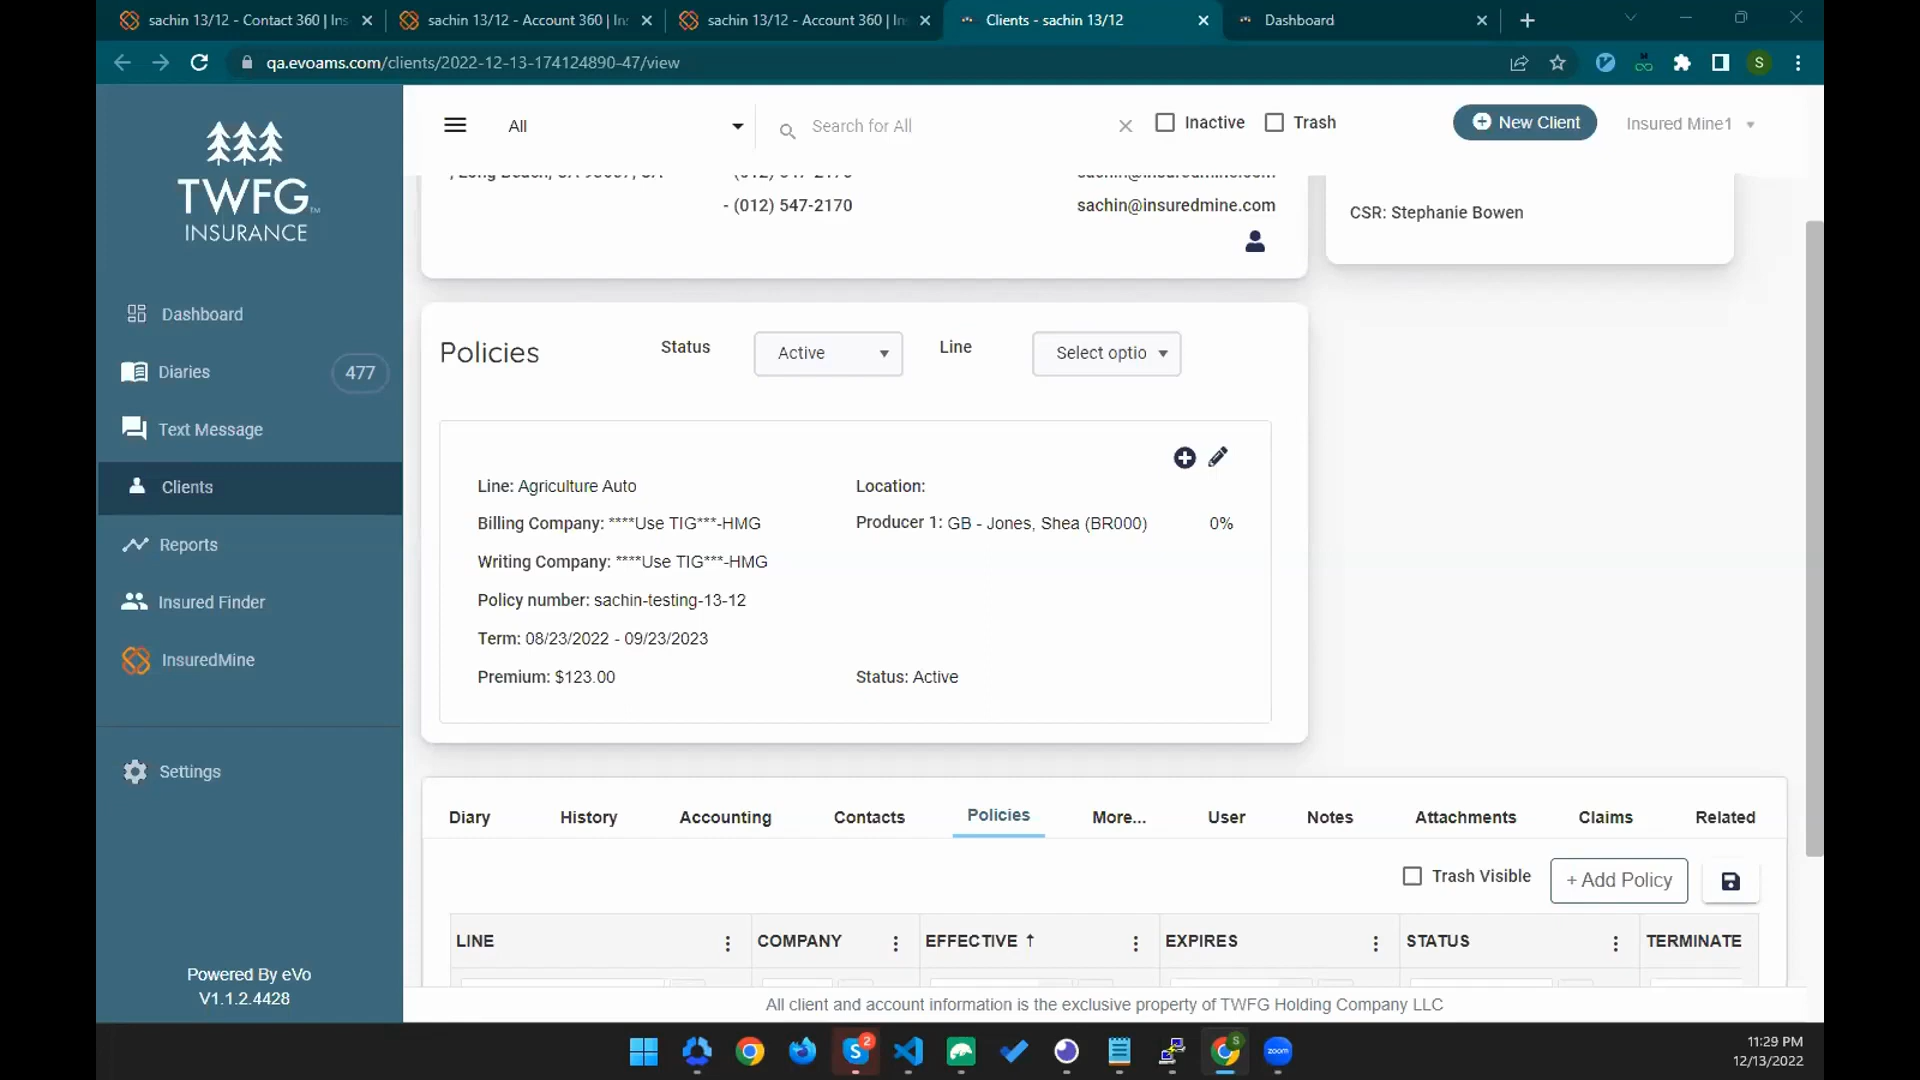 sachin 13/12 - Contact 360 | Ins
sachin 13/12 - Account 360 | In
sachin 13/12 - Account 360 | In
Clients - sachin 13/12
Dashboard
qa.evoams.com/clients/2022-12-13-174124890-47/view
S
TWFG
INSURANCE
Dashboard
Diaries
477
Text Message
Clients
Reports
Insured Finder
InsuredMine
Settings
Powered By eVo
V1.1.2.4428
All
Search for All
Inactive
Trash
New Client
Insured Mine1
- (012) 547-2170
sachin@insuredmine.com
sachin@insuredmine.com
CSR: Stephanie Bowen
Policies
Status
Active
Line
Select optio
Line: Agriculture Auto
Location:
Billing Company: ****Use TIG***-HMG
Producer 1: GB - Jones, Shea (BR000)
0%
Writing Company: ****Use TIG***-HMG
Policy number: sachin-testing-13-12
Term: 08/23/2022 - 09/23/2023
Premium: $123.00
Status: Active
Diary
History
Accounting
Contacts
Policies
More...
User
Notes
Attachments
Claims
Related
Trash Visible
+ Add Policy
LINE
COMPANY
EFFECTIVE ↑
EXPIRES
STATUS
TERMINATE
All client and account information is the exclusive property of TWFG Holding Company LLC
2
S
zoom
11:29 PM
12/13/2022